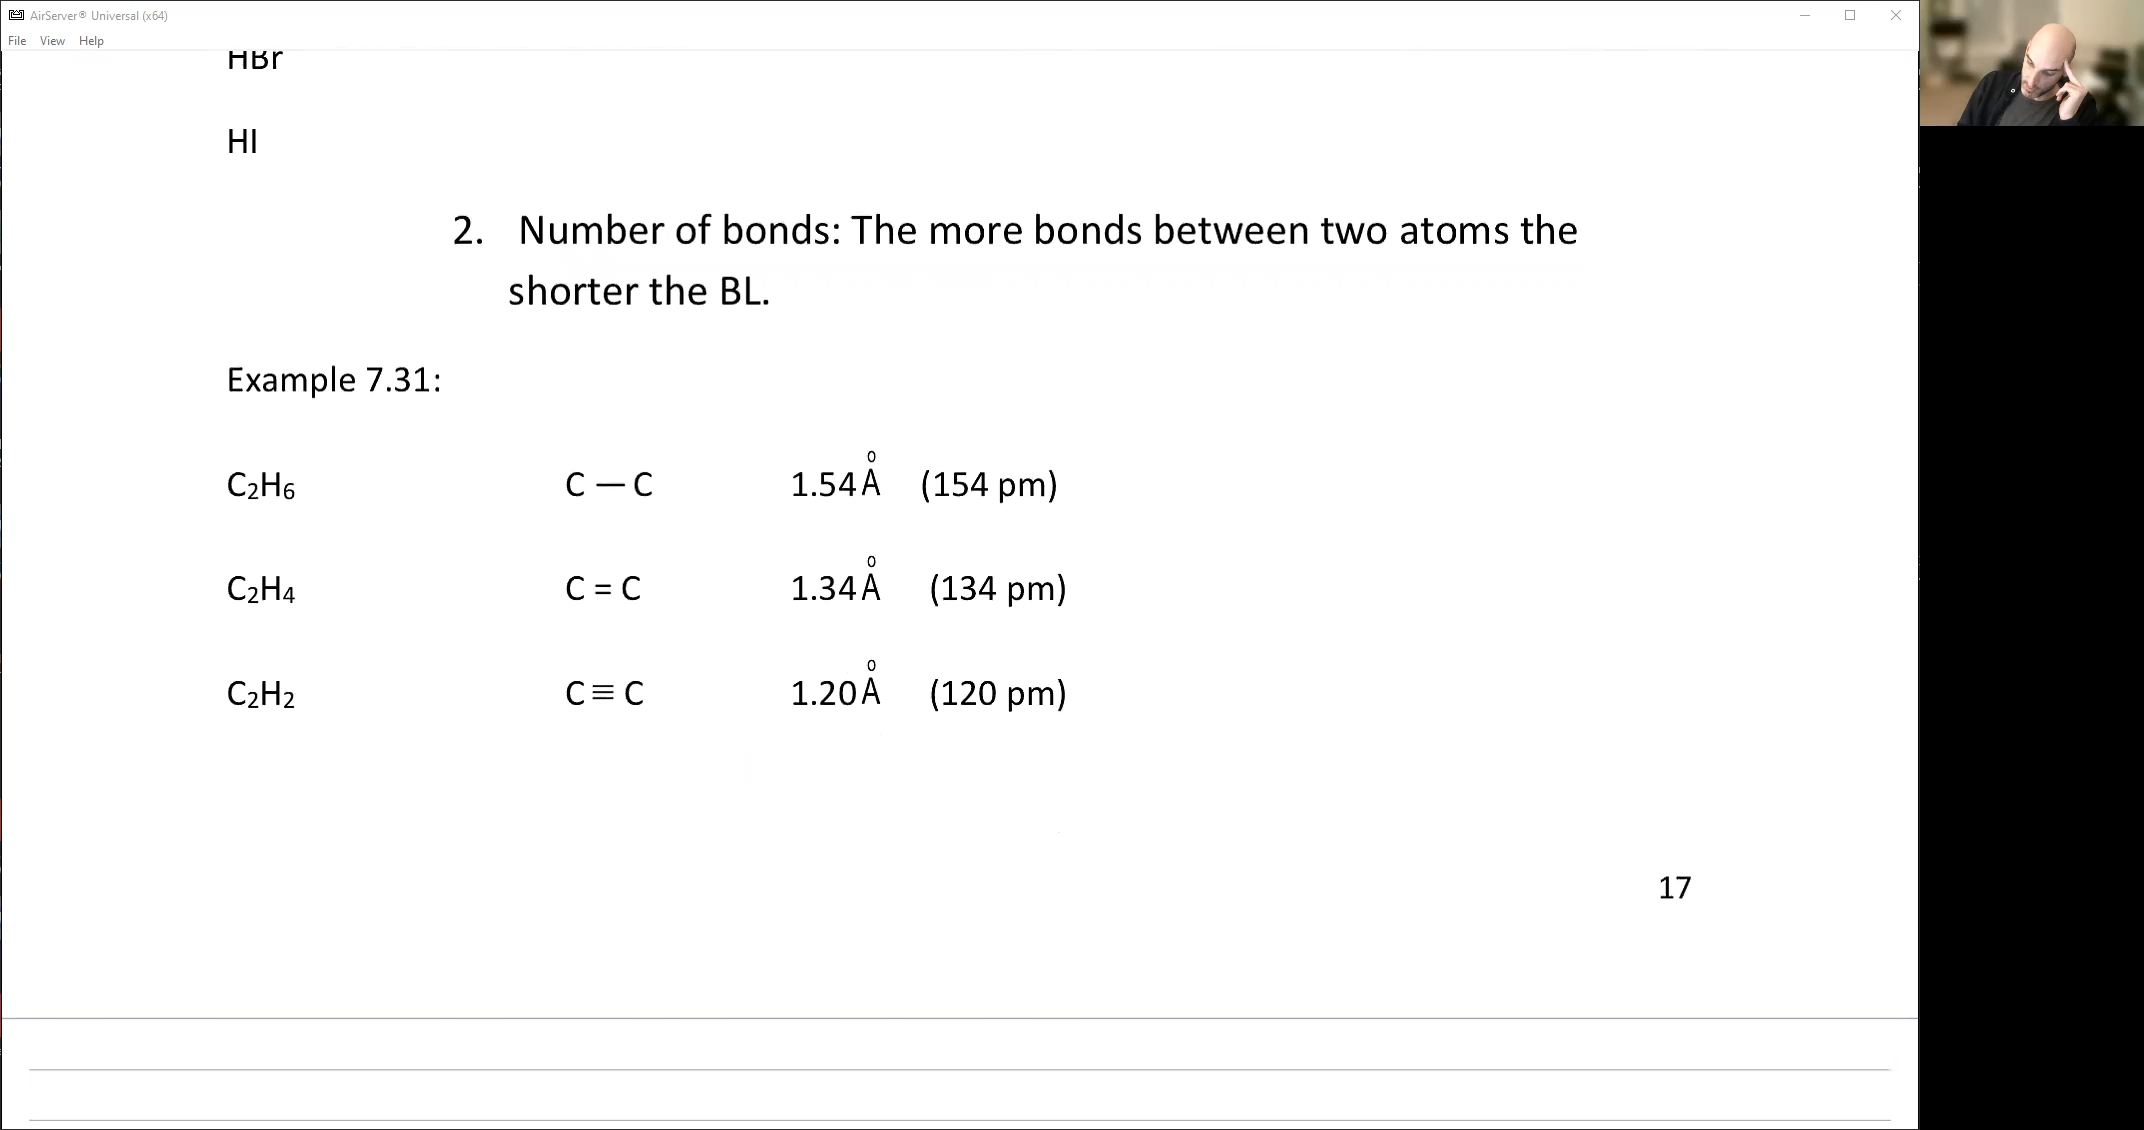 AirServer® Universal (x64)
File View Help
HBr
HI
2. Number of bonds: The more bonds between two atoms the
shorter the BL.
Example 7.31:
C₂H₆ C — C 1.54Å (154 pm)
C₂H₄ C = C 1.34Å (134 pm)
C₂H₂ C ≡ C 1.20Å (120 pm)
17